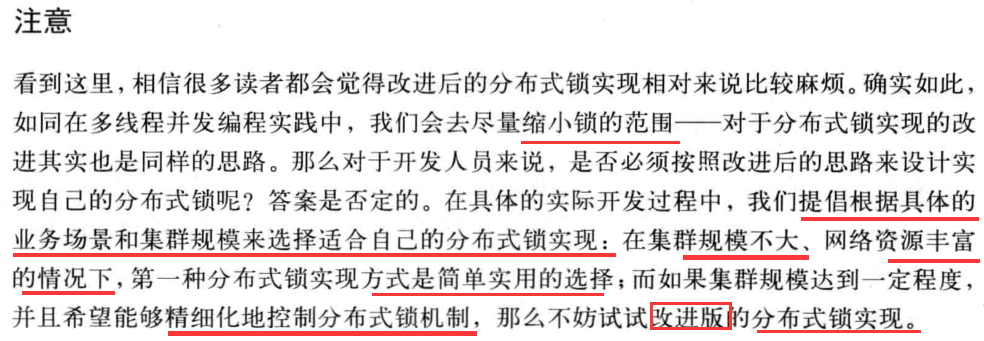 注意
看到这里，相信很多读者都会觉得改进后的分布式锁实现相对来说比较麻烦。确实如此，
如同在多线程并发编程实践中，我们会去尽量缩小锁的范围——对于分布式锁实现的改
进其实也是同样的思路。那么对于开发人员来说，是否必须按照改进后的思路来设计实
现自己的分布式锁呢？答案是否定的。在具体的实际开发过程中，我们提倡根据具体的
业务场景和集群规模来选择适合自己的分布式锁实现：在集群规模不大、网络资源丰富
的情况下，第一种分布式锁实现方式是简单实用的选择；而如果集群规模达到一定程度，
并且希望能够精细化地控制分布式锁机制，那么不妨试试改进版的分布式锁实现。